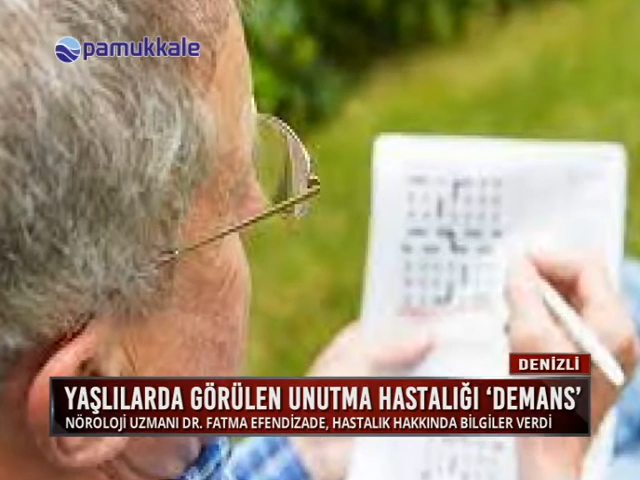 pamukkale
DENİZLİ
YAŞLILARDA GÖRÜLEN UNUTMA HASTALIĞI ‘DEMANS’
NÖROLOJİ UZMANI DR. FATMA EFENDİZADE, HASTALIK HAKKINDA BİLGİLER VERDİ